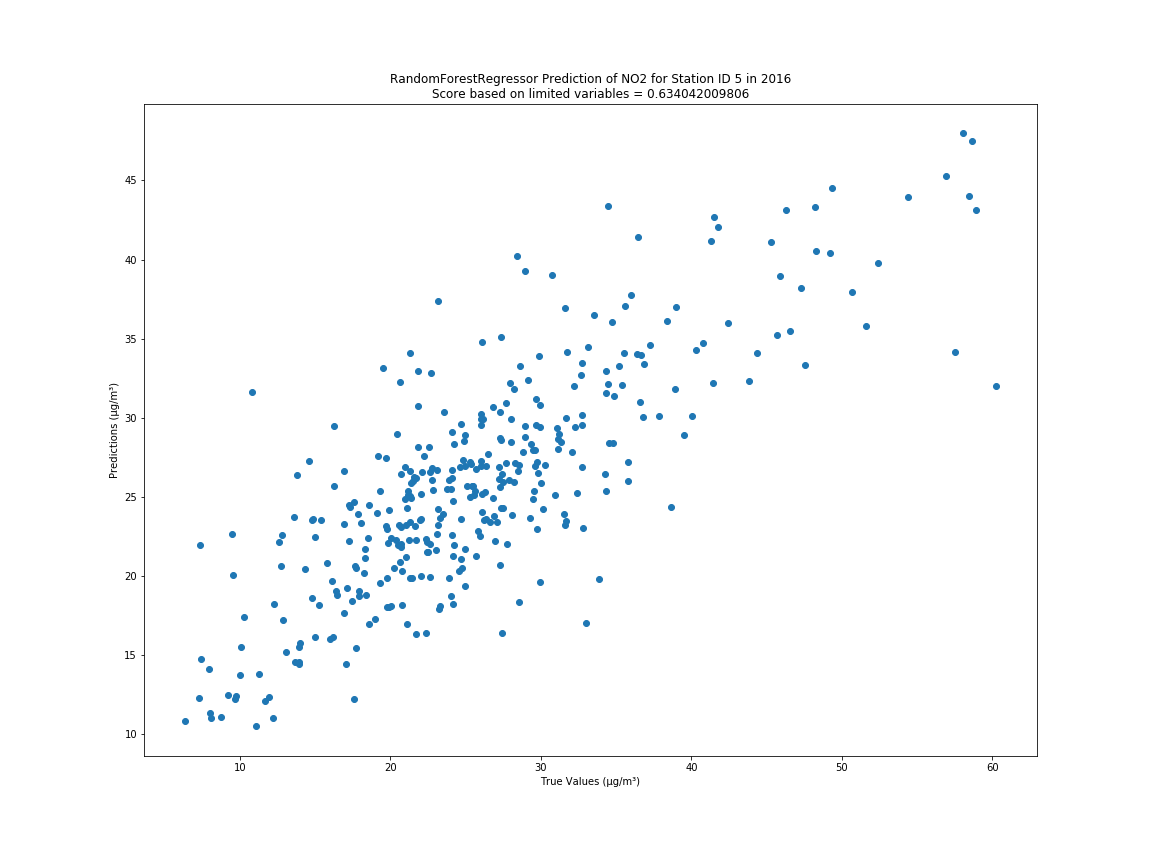 RandomForestRegressor Prediction of NO2 for Station ID 5 in 2016
Score based on limited variables = 0.634042009806
45
40
35
30
25
20
15
10
Predictions (μg/m³)
10 20 30 40 50 60
True Values (μg/m³)